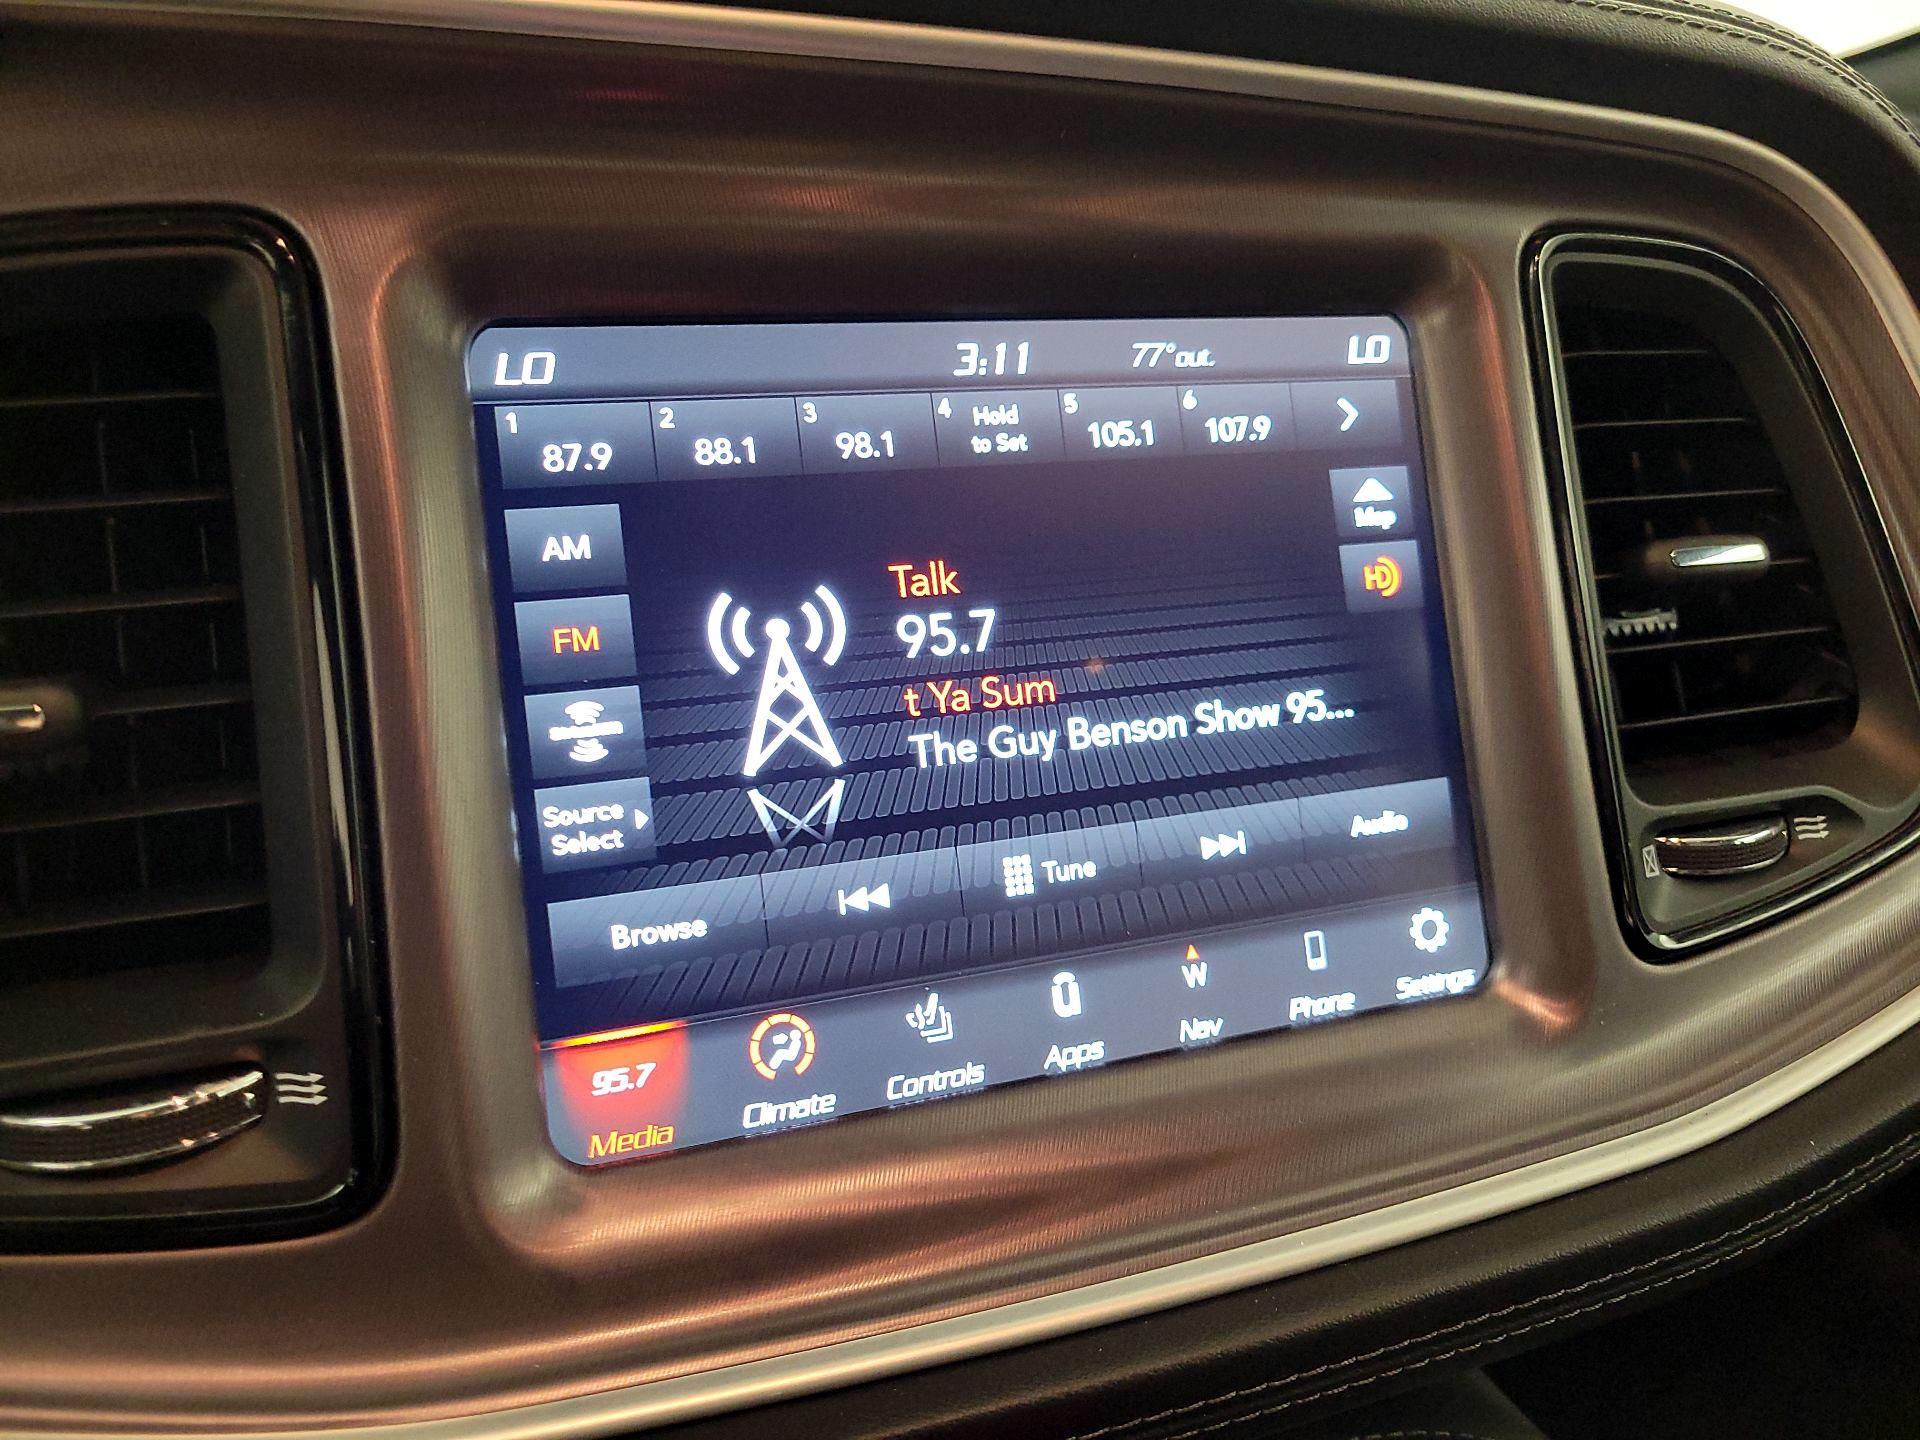 LO 3:11 77°out. LO
1 87.9 2 88.1 3 98.1 4 Hold to Set 5 105.1 6 107.9
Map
AM
HD
Talk
FM
95.7
t Ya Sum
The Guy Benson Show 95...
Source
Select
Browse Tune Audio
95.7 W
Media Climate Controls Apps Nav Phone Settings